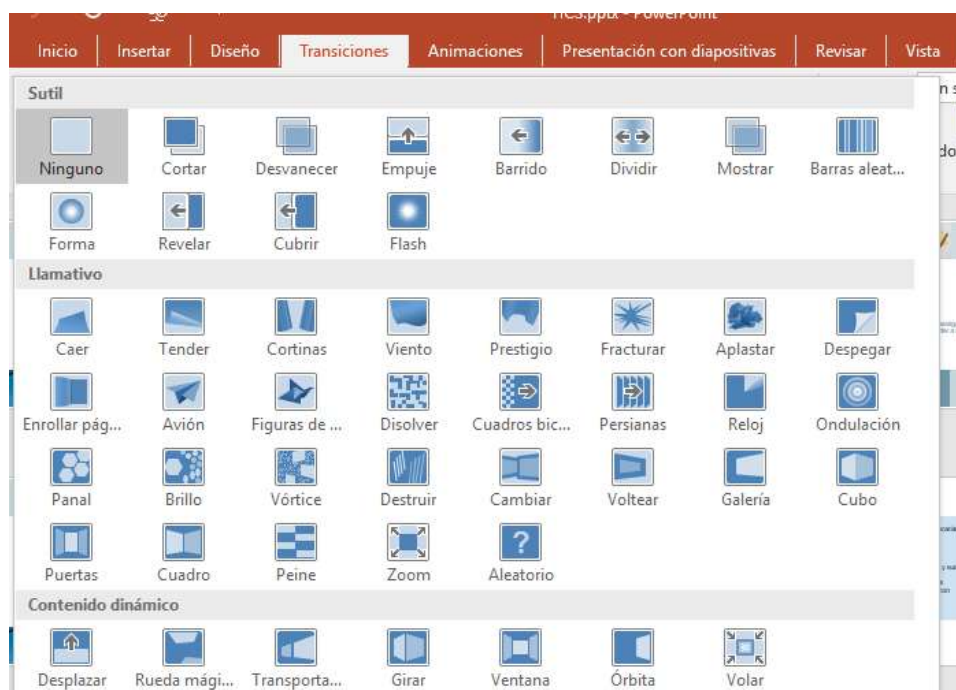 TICS.pptx - PowerPoint
Inicio Insertar Diseño Transiciones Animaciones Presentación con diapositivas Revisar Vista
Sutil
Ninguno Cortar Desvanecer Empuje Barrido Dividir Mostrar Barras aleat...
Forma Revelar Cubrir Flash
Llamativo
Caer Tender Cortinas Viento Prestigio Fracturar Aplastar Despegar
Enrollar pág... Avión Figuras de ... Disolver Cuadros bic... Persianas Reloj Ondulación
Panal Brillo Vórtice Destruir Cambiar Voltear Galería Cubo
Puertas Cuadro Peine Zoom Aleatorio
Contenido dinámico
Desplazar Rueda mági... Transporta... Girar Ventana Órbita Volar